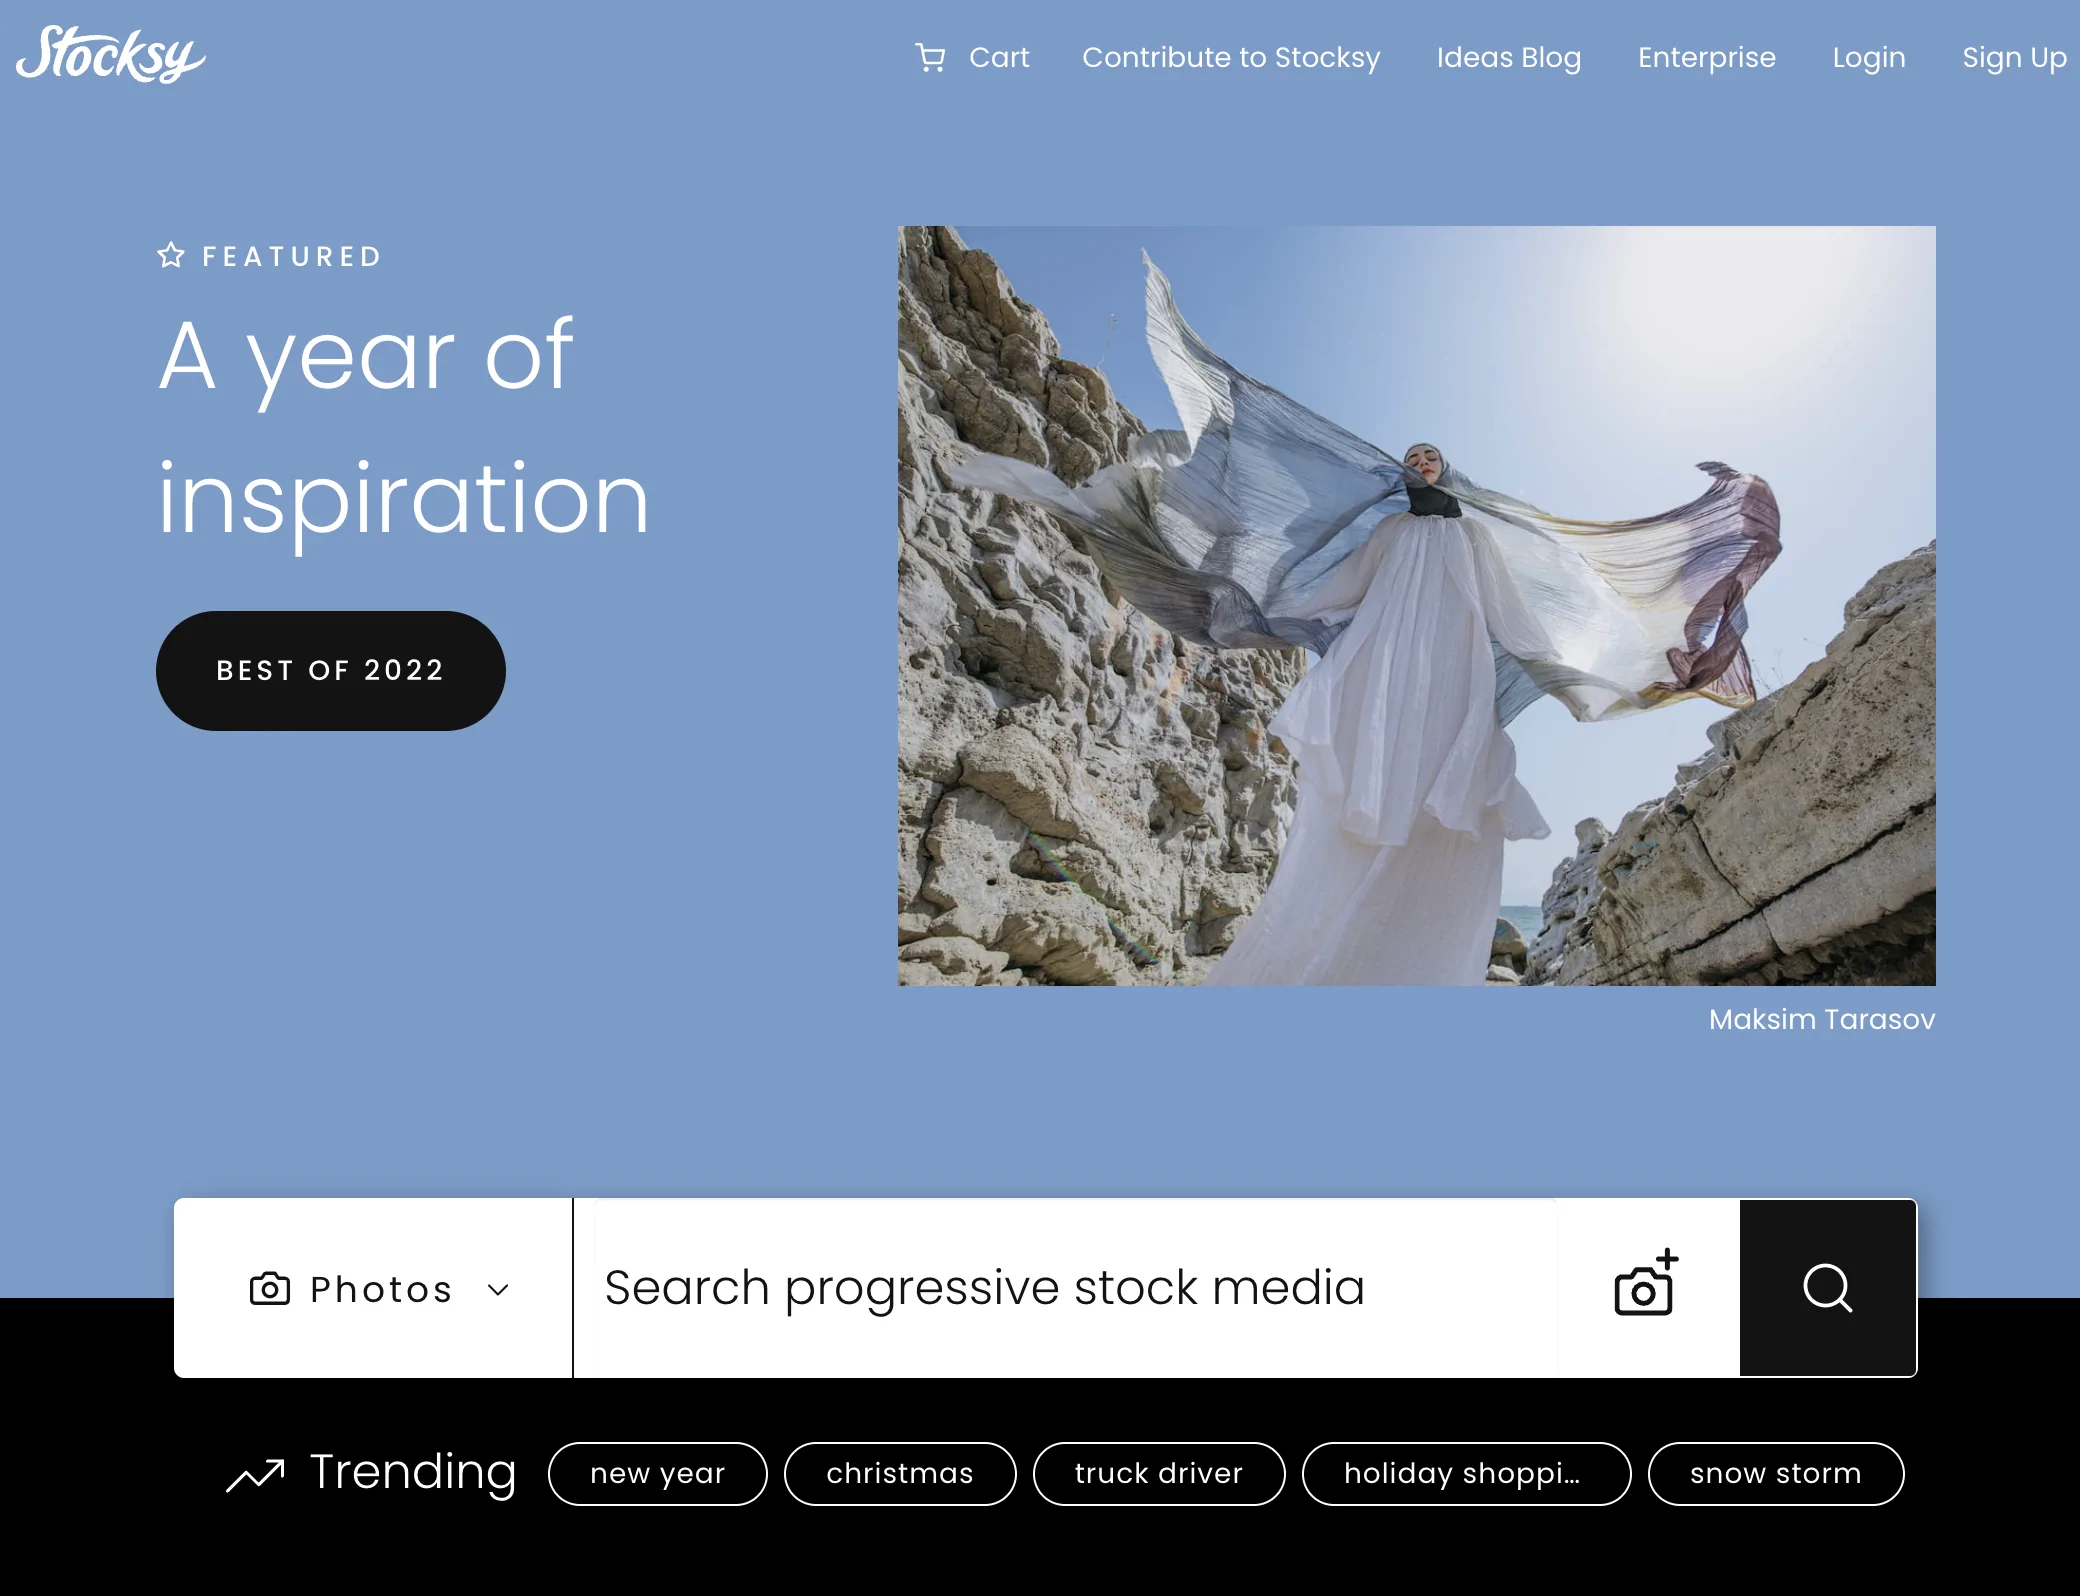 Stocksy
Cart Contribute to Stocksy Ideas Blog Enterprise Login Sign Up
FEATURED
A year of
inspiration
BEST OF 2022
Maksim Tarasov
Photos
Search progressive stock media
Trending new year christmas truck driver holiday shoppi... snow storm